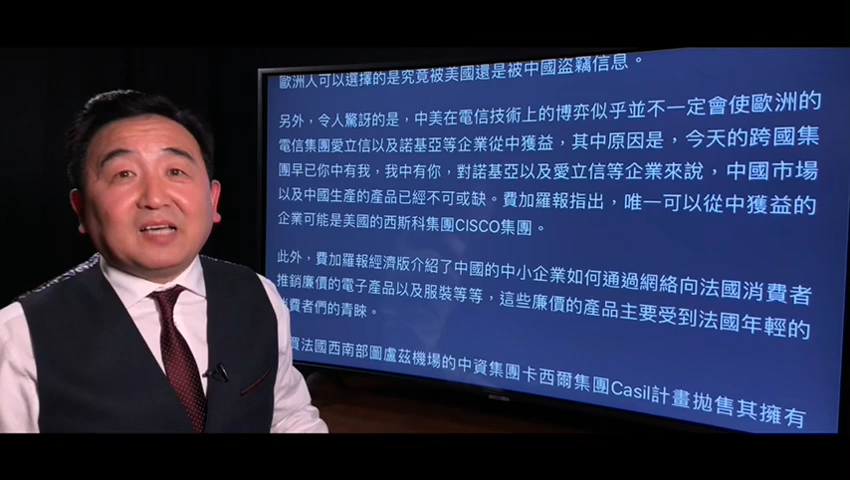 歐洲人可以選擇的是究竟被美國還是被中國盜竊信息。
另外，令人驚訝的是，中美在電信技術上的博弈似乎並不一定會使歐洲的
電信集團愛立信以及諾基亞等企業從中獲益，其中原因是，今天的跨國集
團早已你中有我，我中有你，對諾基亞以及愛立信等企業來說，中國市場
以及中國生產的產品已經不可或缺。費加羅報指出，唯一可以從中獲益的
企業可能是美國的西斯科集團CISCO集團。
此外，費加羅報經濟版介紹了中國的中小企業如何通過網絡向法國消費者
推銷廉價的電子產品以及服裝等等，這些廉價的產品主要受到法國年輕的
消費者們的青睞。
買法國西南部圖盧茲機場的中資集團卡西爾集團Casil計畫拋售其擁有